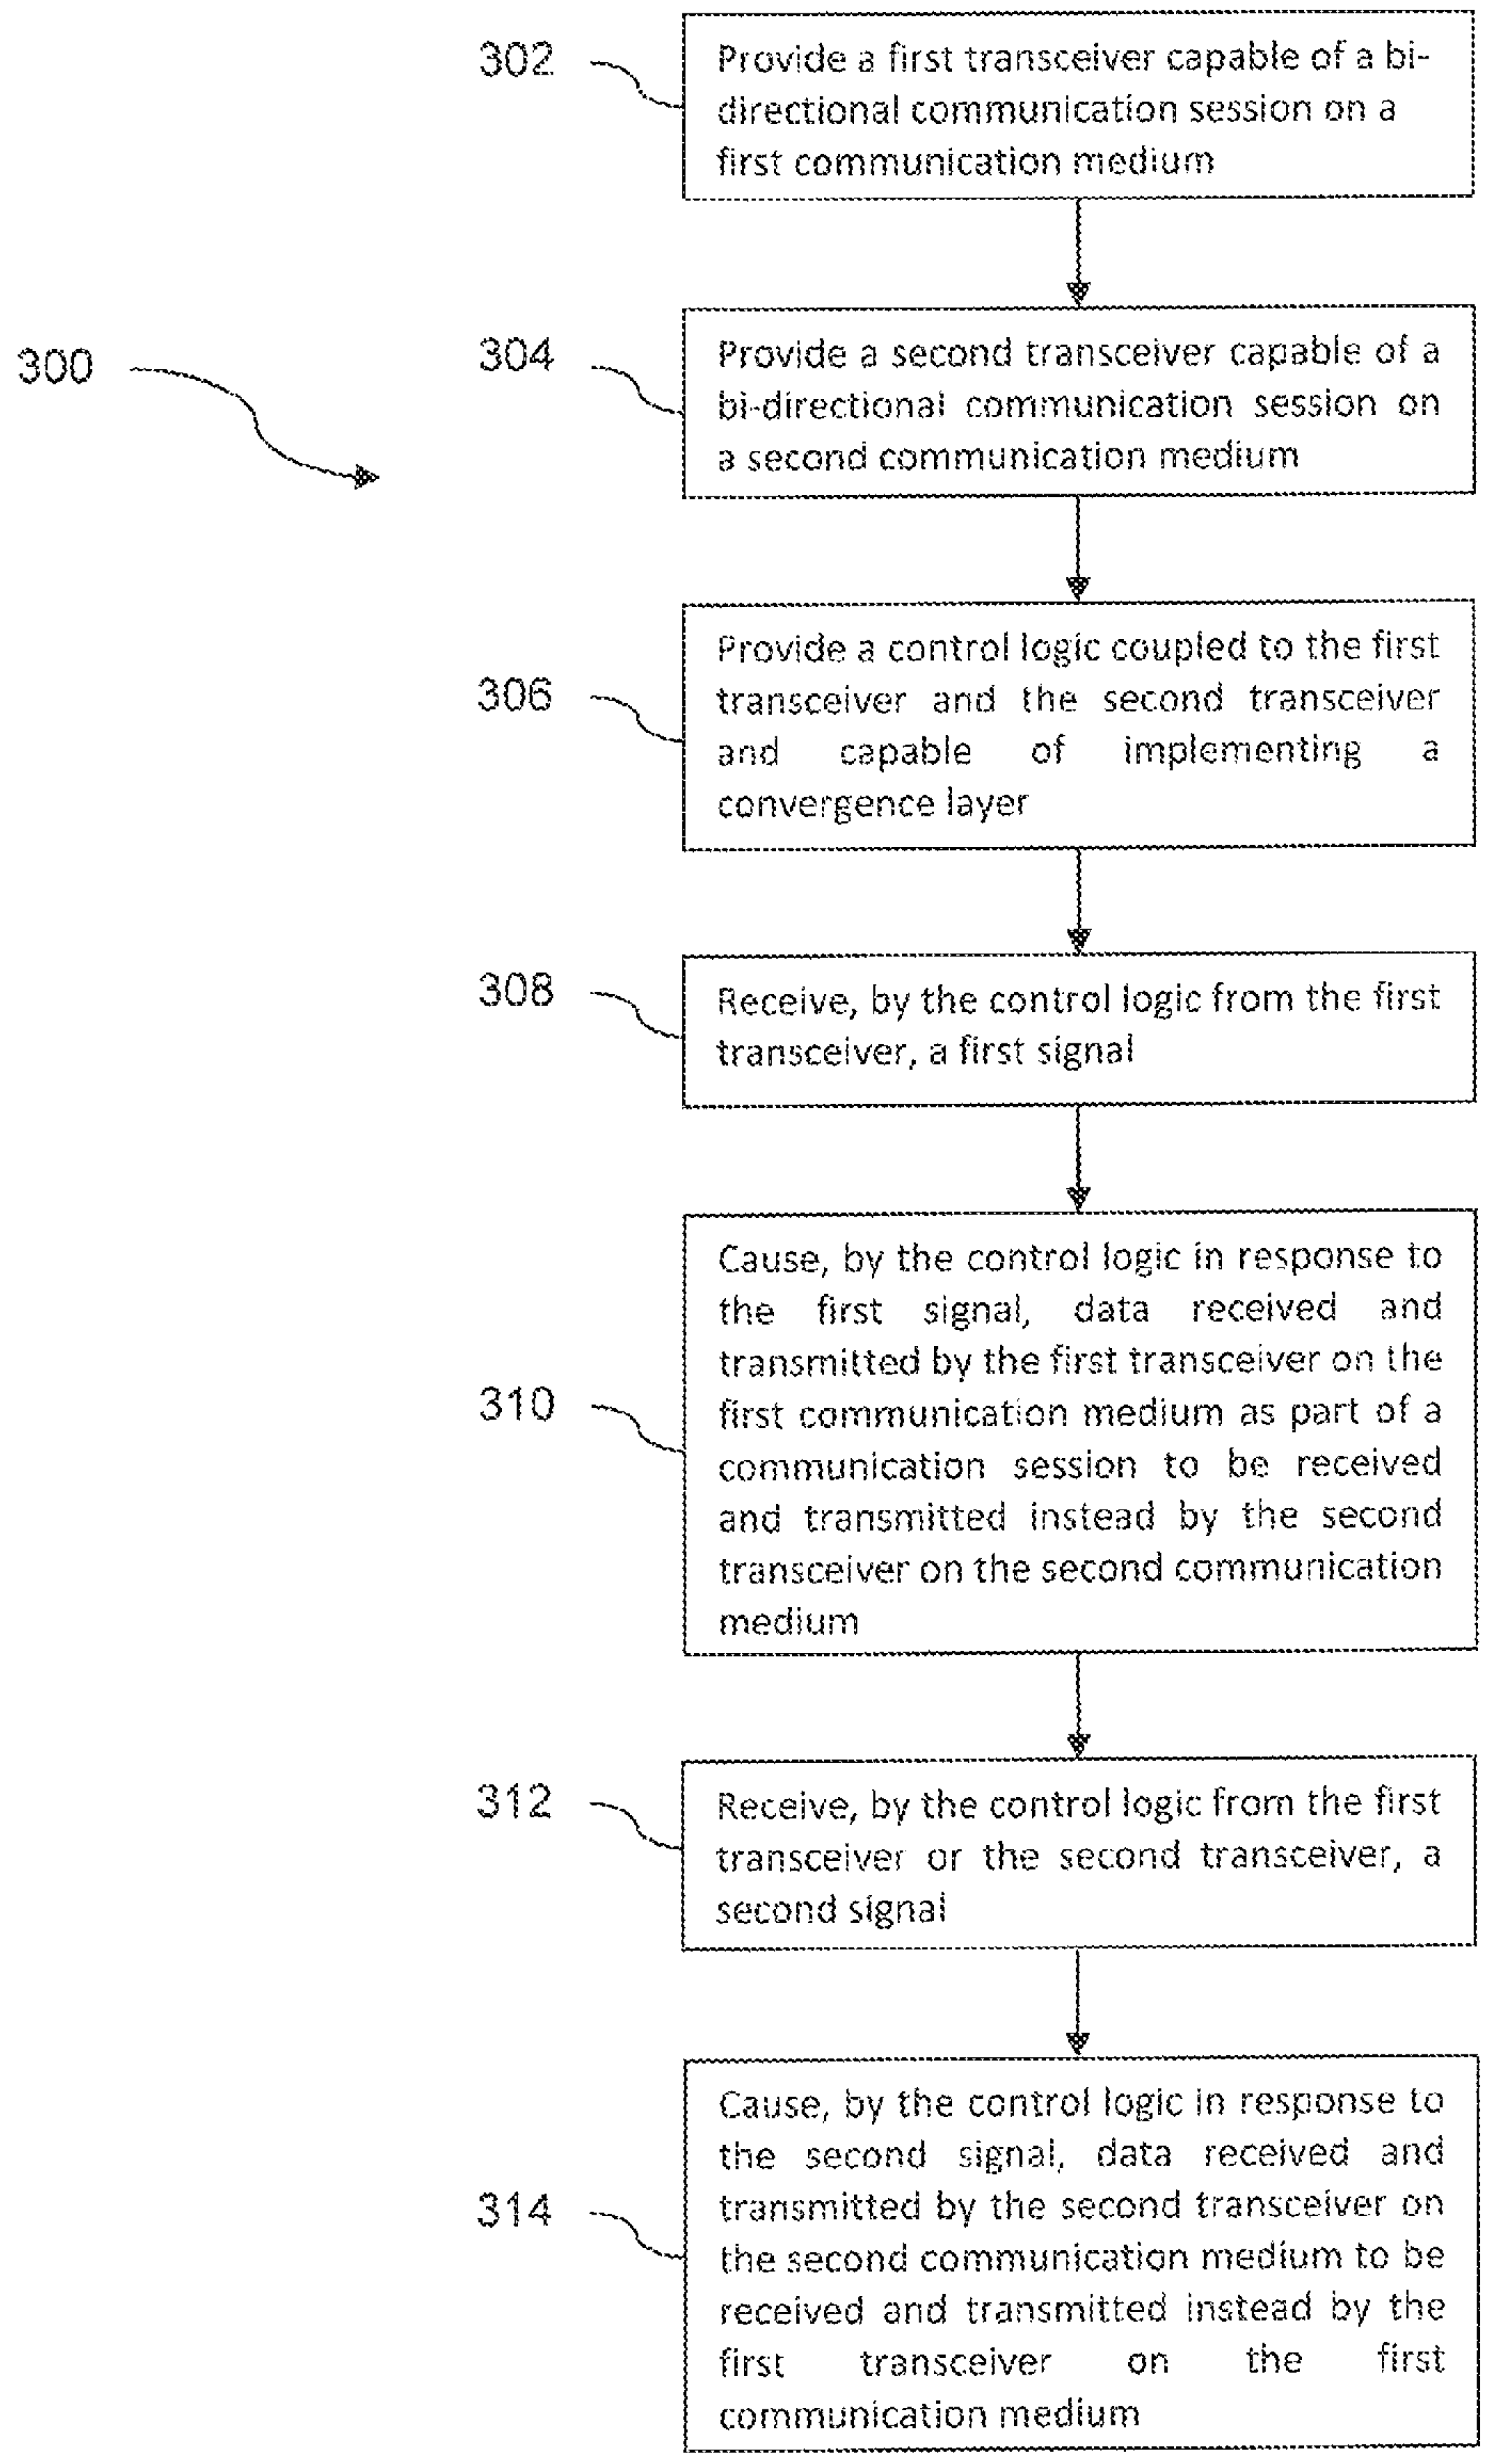 302
Provide a first transceiver capable of a bi-
directional communication session on a
first communication medium
300
304
Provide a second transceiver capable of a
bi-directional communication session on
a second communication medium
306
Provide a control logic coupled to the first
transceiver and the second transceiver
and capable of implementing a
convergence layer
308
Receive, by the control logic from the first
transceiver, a first signal
310
Cause, by the control logic in response to
the first signal, data received and
transmitted by the first transceiver on the
first communication medium as part of a
communication session to be received
and transmitted instead by the second
transceiver on the second communication
medium
312
Receive, by the control logic from the first
transceiver or the second transceiver, a
second signal
314
Cause, by the control logic in response to
the second signal, data received and
transmitted by the second transceiver on
the second communication medium to be
received and transmitted instead by the
first transceiver on the first
communication medium